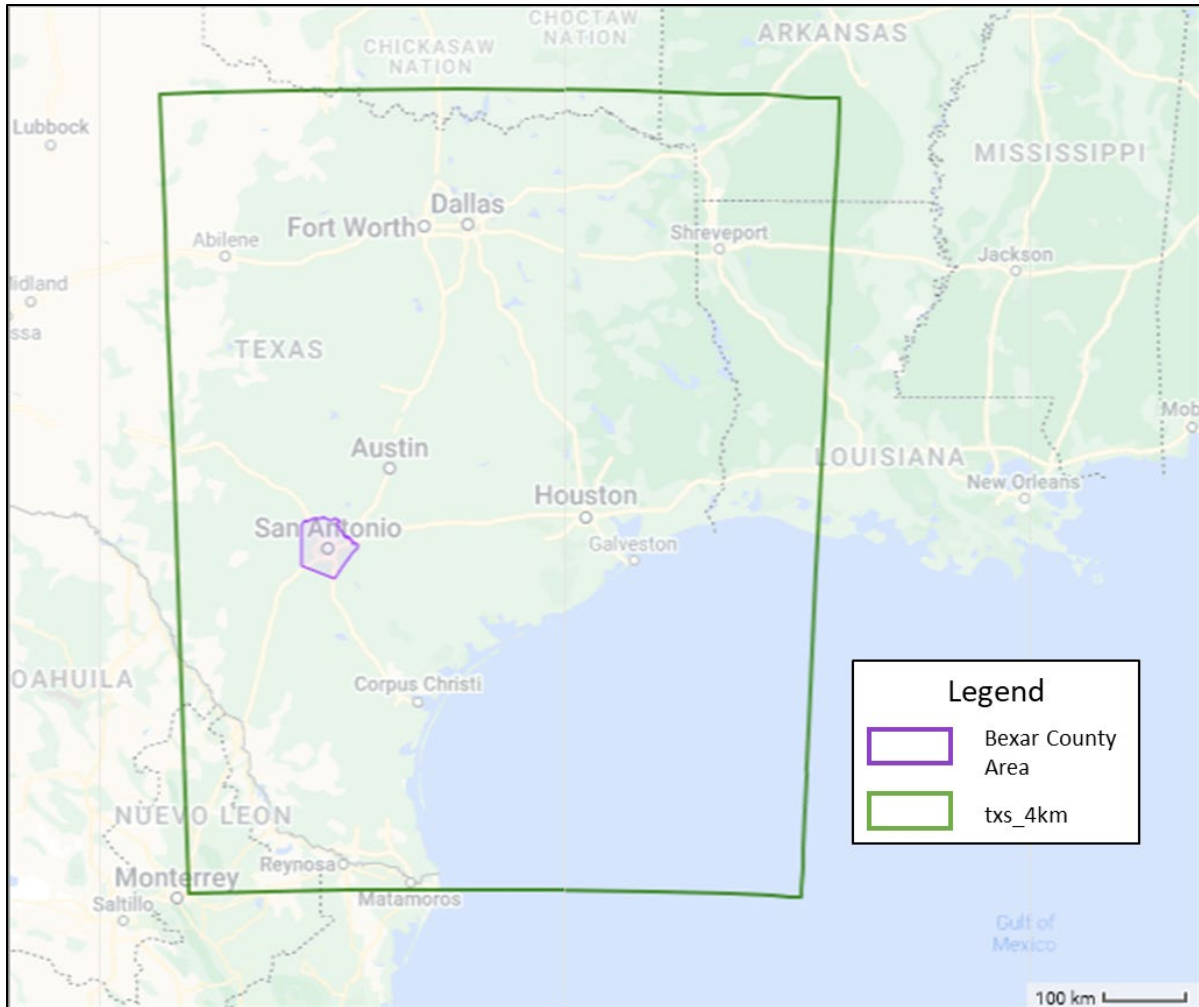 CHOCTAW
NATION
ARKANSAS
CHICKASAW
NATION
Lubbock
MISSISSIPPI
Dallas
Fort Worth
Shreveport
Abilene
Jackson
idland
ssa
TEXAS
Mob
Austin
LOUISIANA
New Orleans
Houston
San Antonio
Galveston
OAHUILA
Corpus Christi
Legend
Bexar County
Area
txs_4km
NUEVO LEON
Reynosa
Monterrey
Matamoros
Saltillo
Gulf of
Mexico
100 km